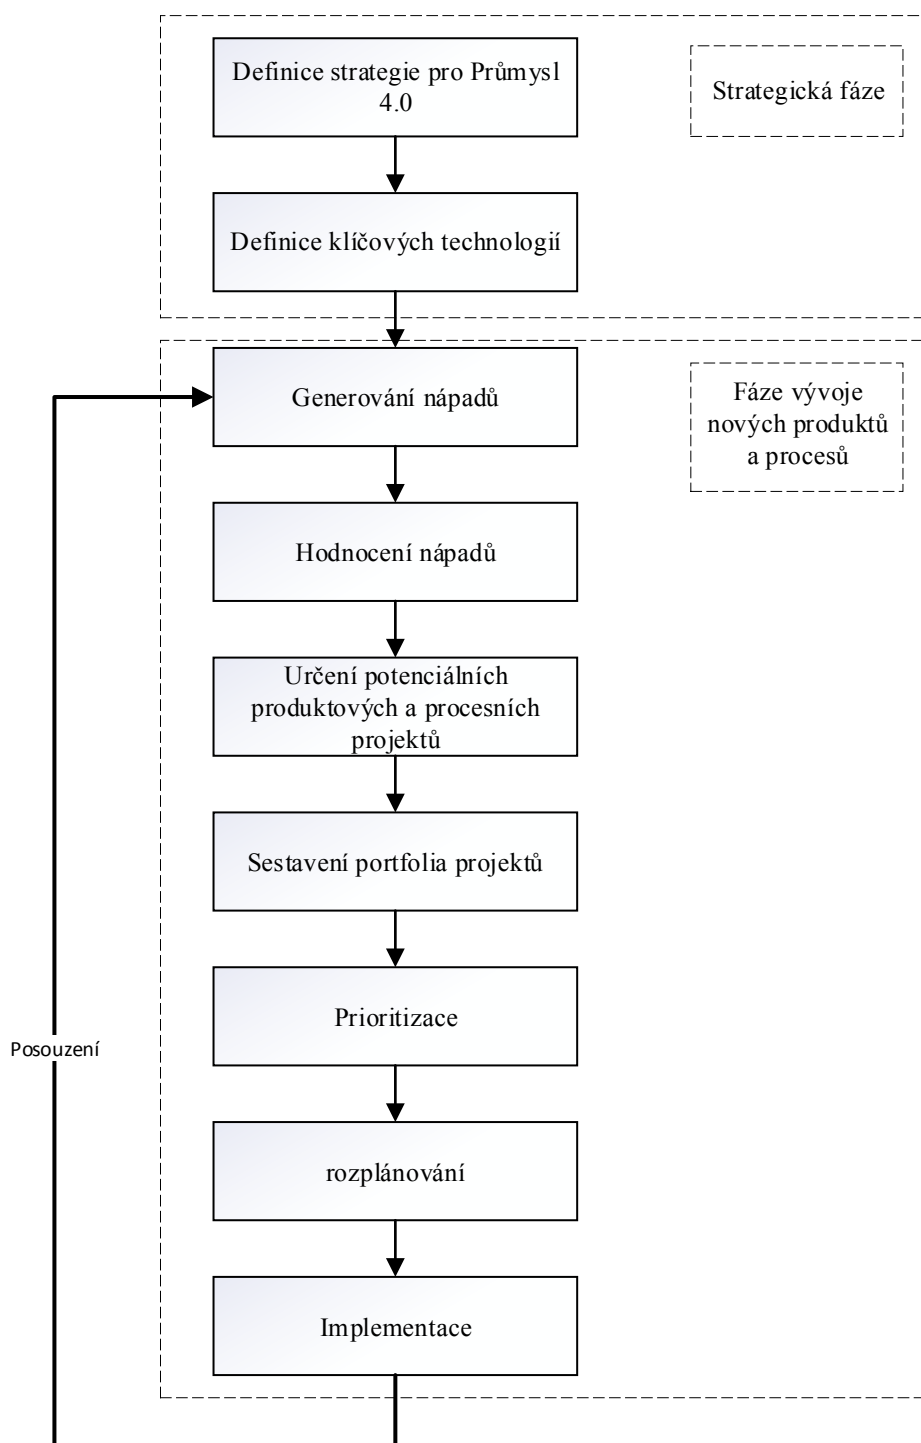 Definice strategie pro Průmysl
4.0
Strategická fáze
Definice klíčových technologií
Generování nápadů
Fáze vývoje
nových produktů
a procesů
Hodnocení nápadů
Určení potenciálních
produktových a procesních
projektů
Sestavení portfolia projektů
Prioritizace
Posouzení
rozplánování
Implementace